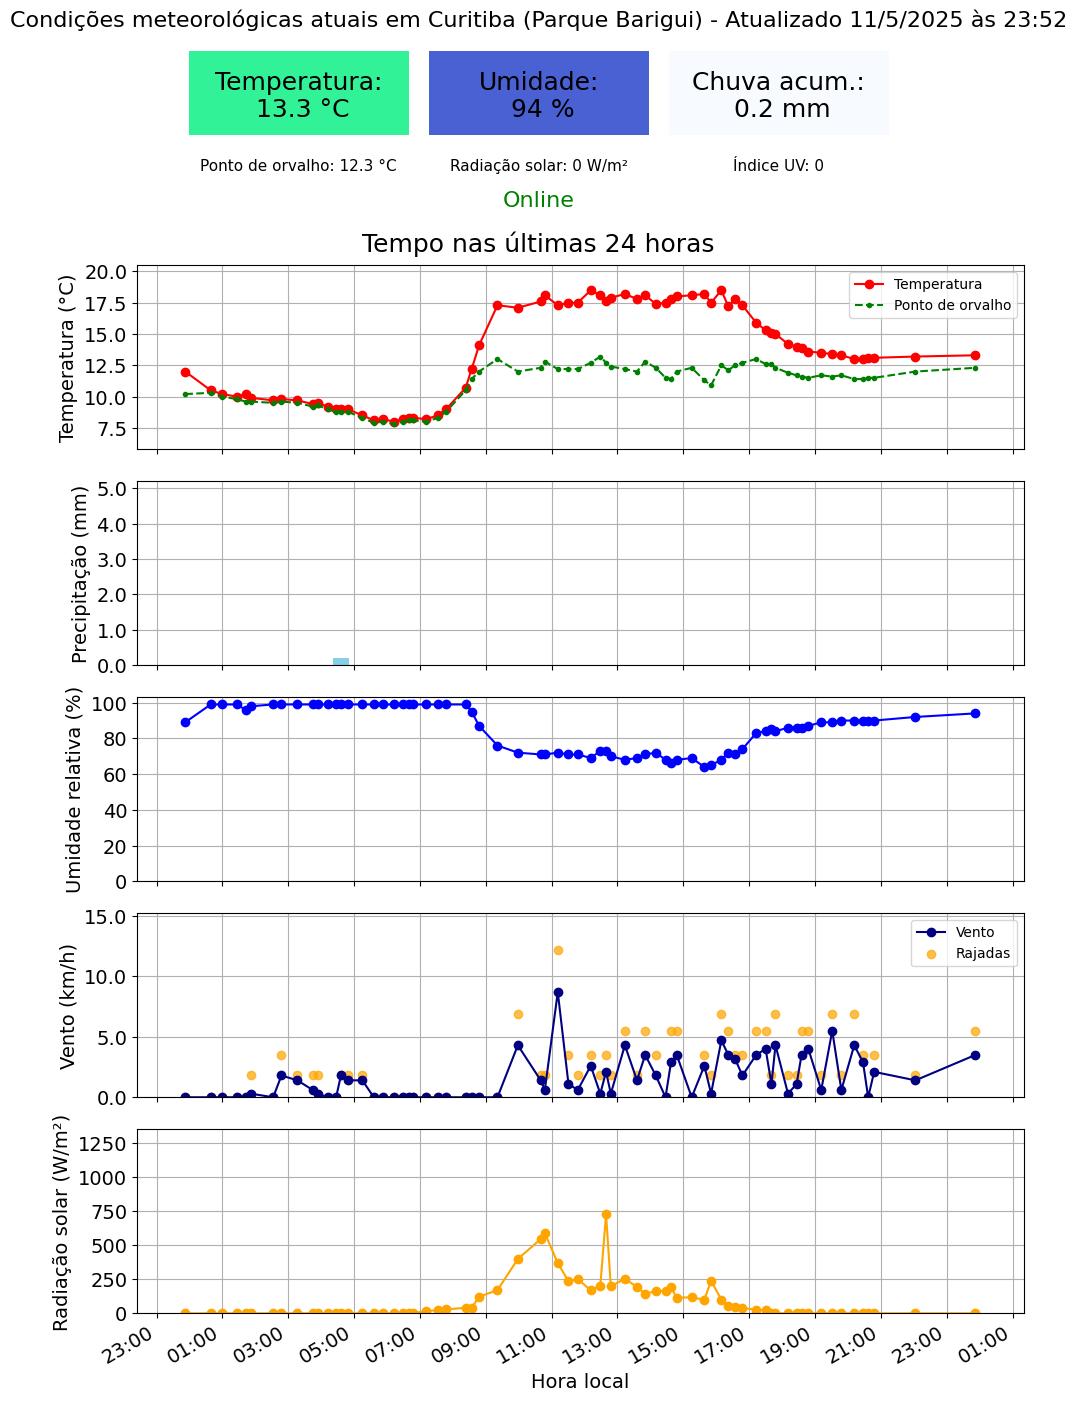 Condições meteorológicas atuais em Curitiba (Parque Barigui) - Atualizado 11/5/2025 às 23:52
Temperatura:
13.3 °C
Umidade:
94 %
Chuva acum.:
0.2 mm
Ponto de orvalho: 12.3 °C
Radiação solar: 0 W/m²
Índice UV: 0
Online
Tempo nas últimas 24 horas
Temperatura (°C)
20.0
17.5
15.0
12.5
10.0
7.5
Temperatura
Ponto de orvalho
Precipitação (mm)
5.0
4.0
3.0
2.0
1.0
0.0
Umidade relativa (%)
100
80
60
40
20
0
Vento (km/h)
15.0
10.0
5.0
0.0
Vento
Rajadas
Radiação solar (W/m²)
1250
1000
750
500
250
0
23:00
01:00
03:00
05:00
07:00
09:00
11:00
13:00
15:00
17:00
19:00
21:00
23:00
01:00
Hora local